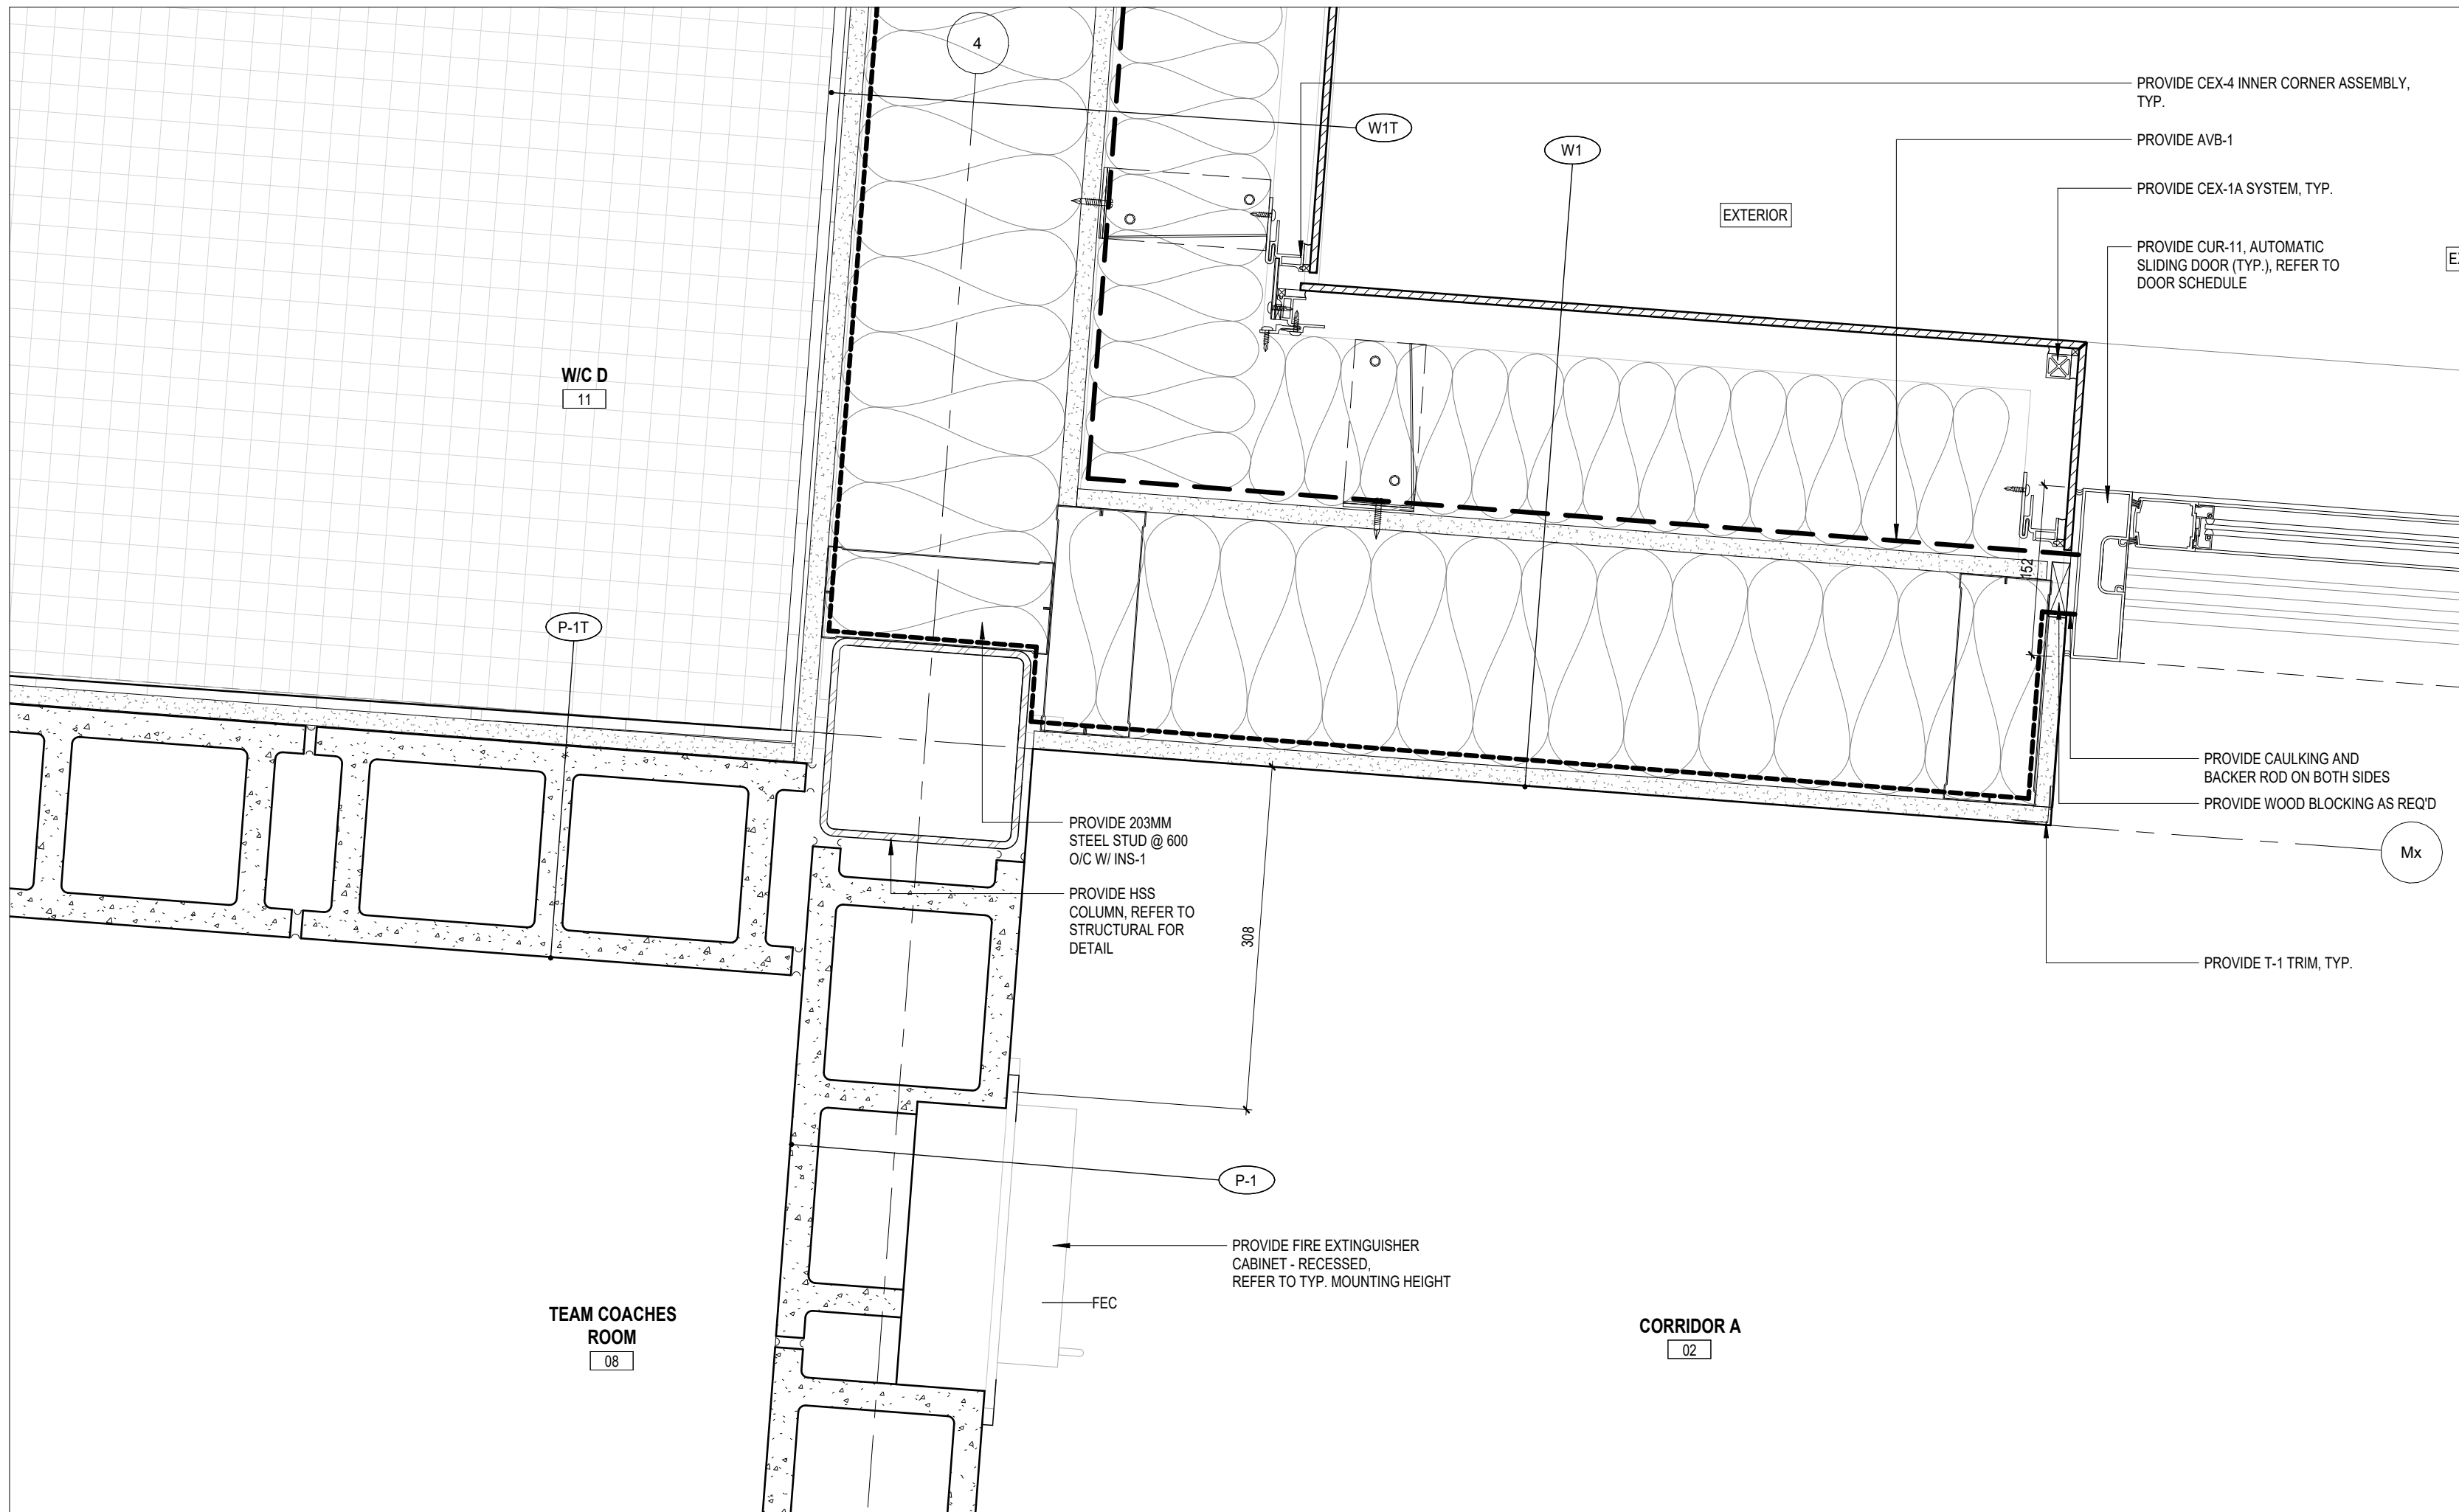 4
PROVIDE CEX-4 INNER CORNER ASSEMBLY,
TYP.
W1T
W1
PROVIDE AVB-1
PROVIDE CEX-1A SYSTEM, TYP.
EXTERIOR
PROVIDE CUR-11, AUTOMATIC
SLIDING DOOR (TYP.), REFER TO
DOOR SCHEDULE
W/C D
11
152
P-1T
PROVIDE CAULKING AND
BACKER ROD ON BOTH SIDES
PROVIDE WOOD BLOCKING AS REQ'D
PROVIDE 203MM
STEEL STUD @ 600
O/C W/ INS-1
Mx
PROVIDE HSS
COLUMN, REFER TO
STRUCTURAL FOR
DETAIL
308
PROVIDE T-1 TRIM, TYP.
P-1
PROVIDE FIRE EXTINGUISHER
CABINET - RECESSED,
REFER TO TYP. MOUNTING HEIGHT
FEC
TEAM COACHES
ROOM
08
CORRIDOR A
02